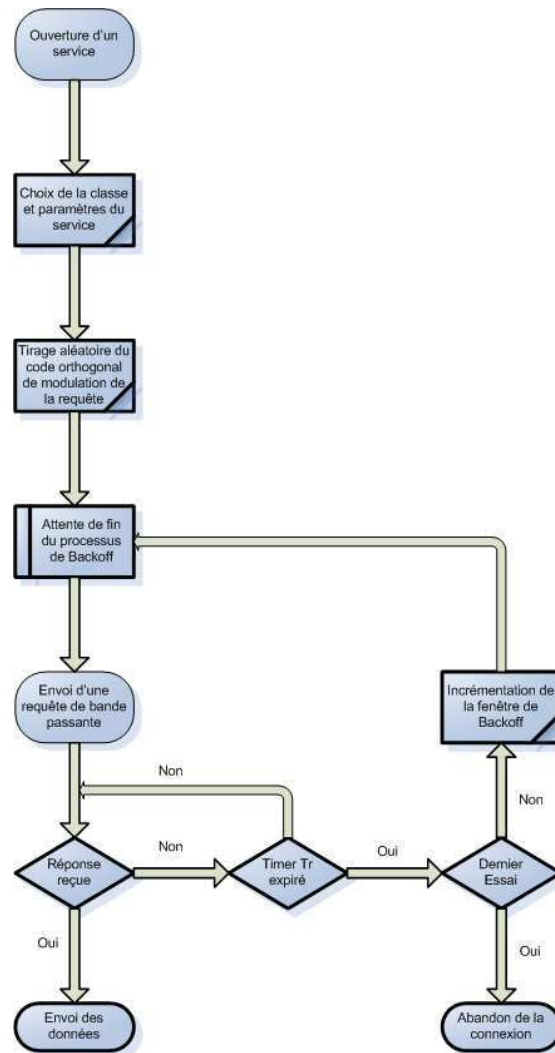 Ouverture d'un
service
Choix de la classe
et paramètres du
service
Tirage aléatoire du
code orthogonal
de modulation de
la requête
Attente de fin
du processus
de Backoff
Envoi d'une
requête de bande
passante
Incrémentation de
la fenêtre de
Backoff
Non
Non
Réponse
reçue
Non
Timer Tr
expiré
Oui
Dernier
Essai
Oui
Oui
Envoi des
données
Abandon de la
connexion